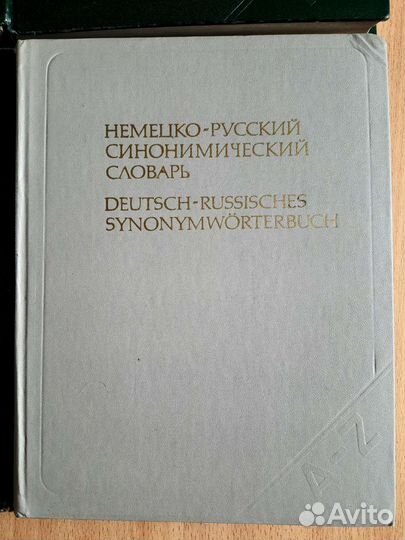 НЕМЕЦКО-РУССКИЙ
СИНОНИМИЧЕСКИЙ
СЛОВАРЬ
DEUTSCH-RUSSISCHES
SYNONYMWÖRTERBUCH
A-Z
Avito